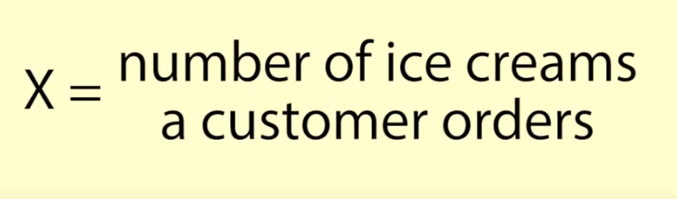 X = number of ice creams
a customer orders